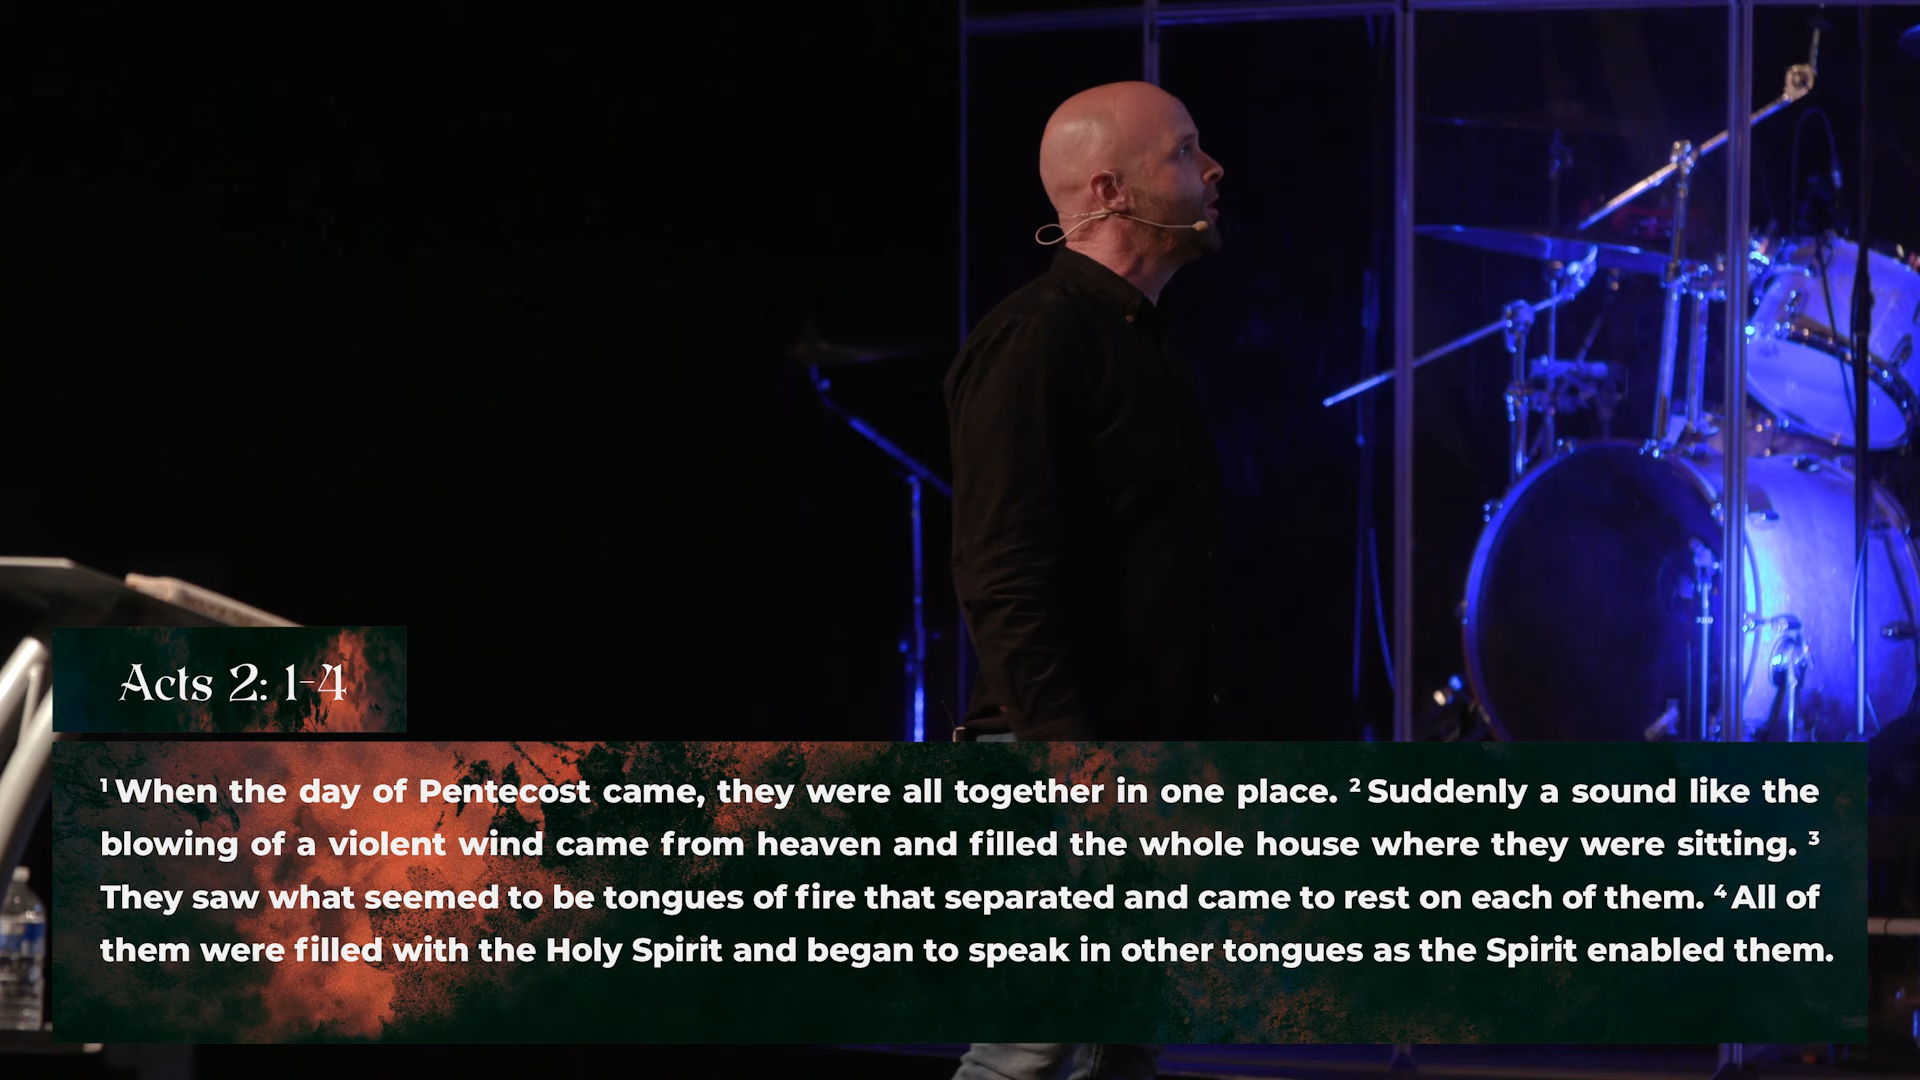 Acts 2: 1-4
¹ When the day of Pentecost came, they were all together in one place. ² Suddenly a sound like the
blowing of a violent wind came from heaven and filled the whole house where they were sitting. ³
They saw what seemed to be tongues of fire that separated and came to rest on each of them. ⁴ All of
them were filled with the Holy Spirit and began to speak in other tongues as the Spirit enabled them.